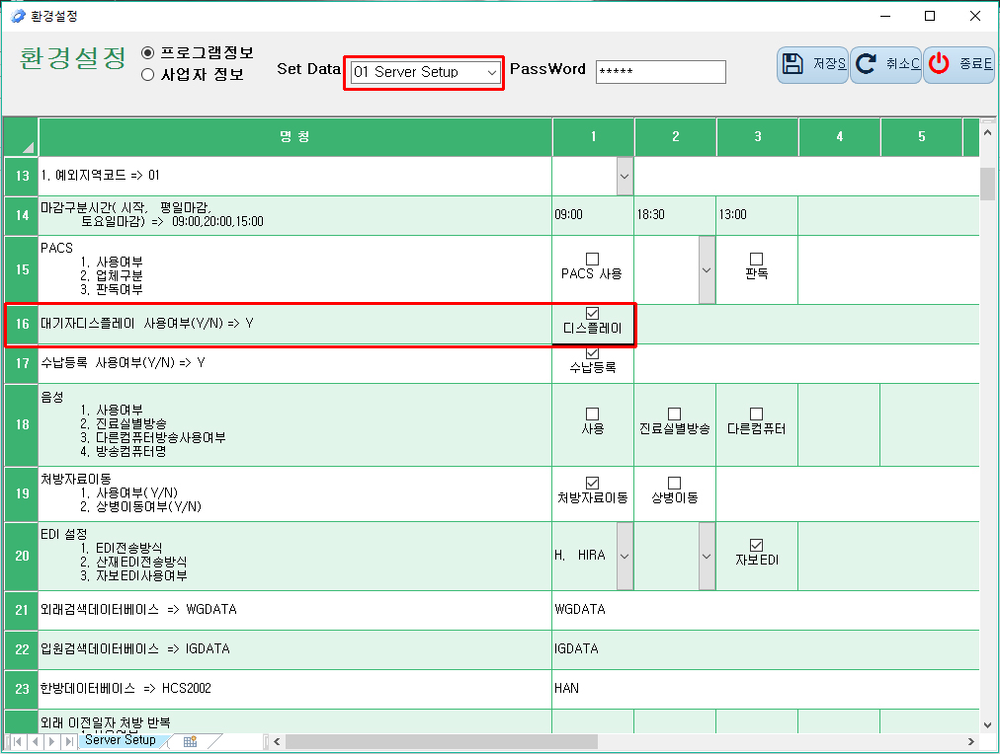 환경설정
환경설정
프로그램정보
사업자 정보
Set Data
01 Server Setup
PassWord
*****
저장S
취소C
종료E
명 칭
1
2
3
4
5
13
1. 예외지역코드 => 01
14
마감구분시간( 시작, 평일마감,
토요일마감) => 09:00,20:00,15:00
09:00
18:30
13:00
15
PACS
1. 사용여부
2. 업체구분
3. 판독여부
PACS 사용
판독
16
대기자디스플레이 사용여부(Y/N) => Y
디스플레이
17
수납등록 사용여부(Y/N) => Y
수납등록
18
음성
1. 사용여부
2. 진료실별방송
3. 다른컴퓨터방송사용여부
4. 방송컴퓨터명
사용
진료실별방송
다른컴퓨터
19
처방자료이동
1. 사용여부(Y/N)
2. 상병이동여부(Y/N)
처방자료이동
상병이동
20
EDI 설정
1. EDI전송방식
2. 산재EDI전송방식
3. 자보EDI사용여부
H. HIRA
자보EDI
21
외래검색데이터베이스 => WGDATA
WGDATA
22
입원검색데이터베이스 => IGDATA
IGDATA
23
한방데이터베이스 => HCS2002
HAN
외래 이전일자 처방 반복
Server Setup